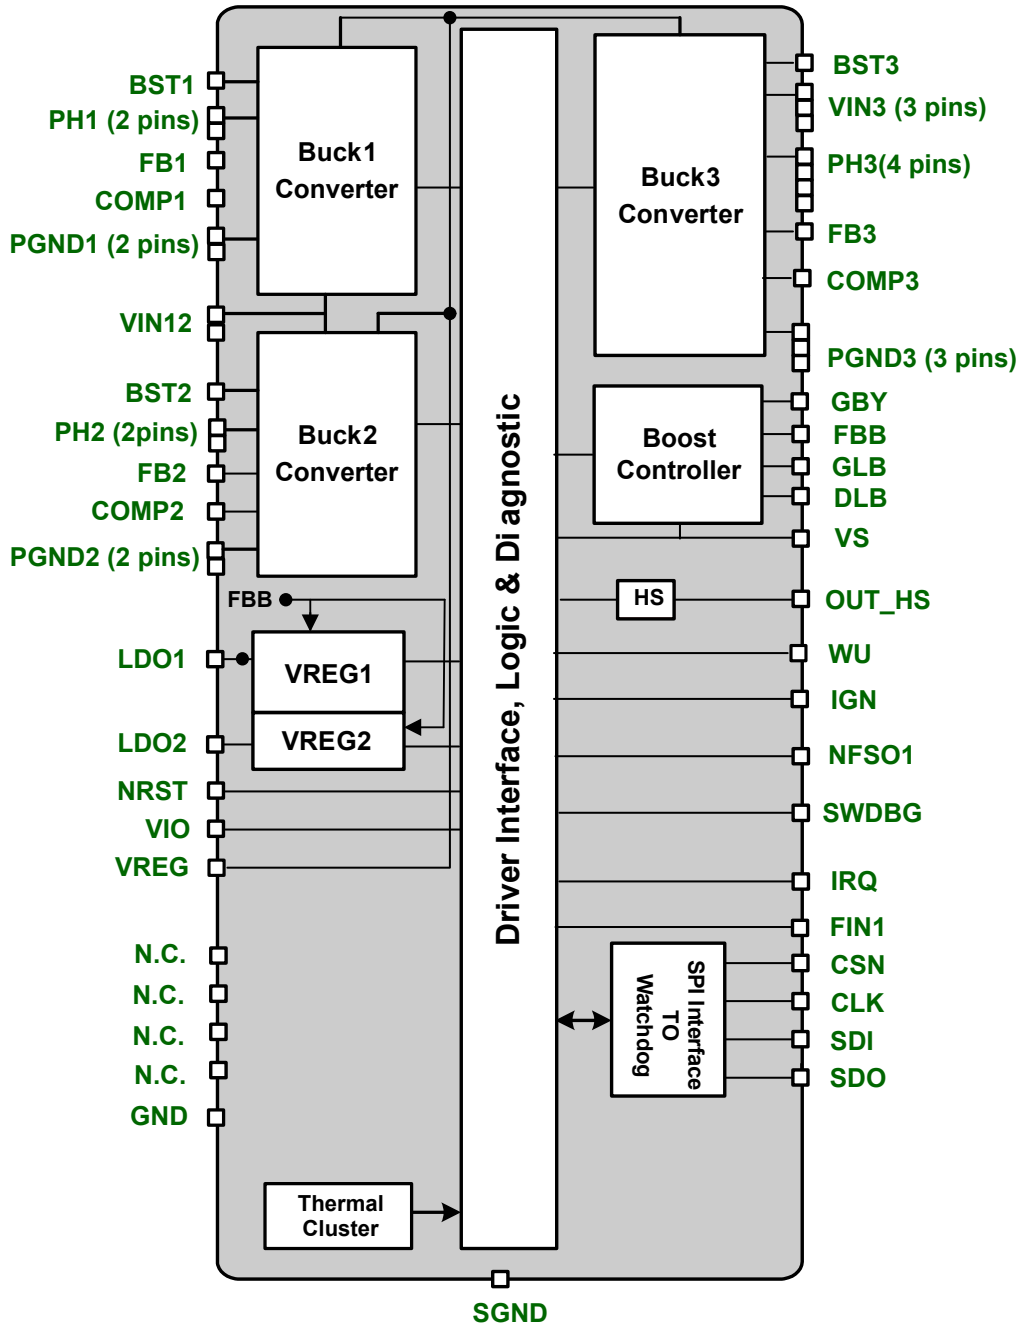 BST1
PH1 (2 pins)
FB1
COMP1
PGND1 (2 pins)
VIN12
BST2
PH2 (2pins)
FB2
COMP2
PGND2 (2 pins)
LDO1
LDO2
NRST
VIO
VREG
N.C.
N.C.
N.C.
N.C.
GND
Buck1
Converter
Buck2
Converter
FBB
VREG1
VREG2
Thermal
Cluster
Driver Interface, Logic & Di agnostic
Buck3
Converter
Boost
Controller
HS
SPI Interface
TO
Watchdog
BST3
VIN3 (3 pins)
PH3(4 pins)
FB3
COMP3
PGND3 (3 pins)
GBY
FBB
GLB
DLB
VS
OUT_HS
WU
IGN
NFSO1
SWDBG
IRQ
FIN1
CSN
CLK
SDI
SDO
SGND